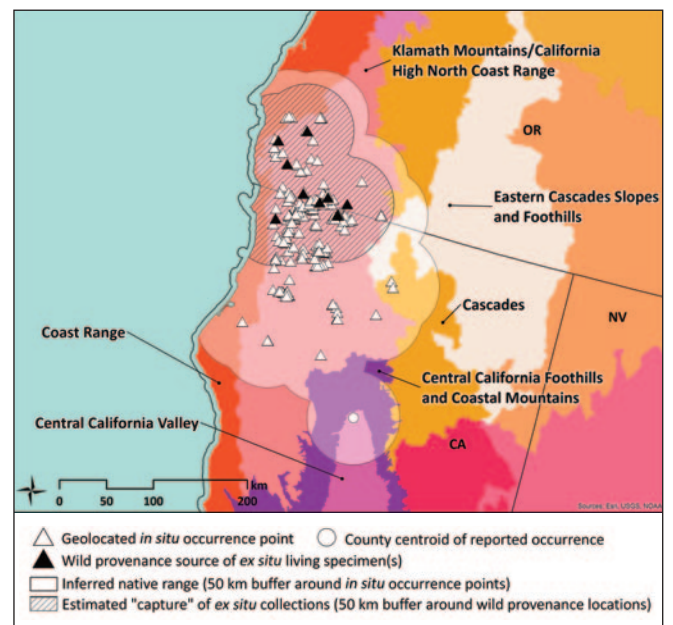 Klamath Mountains/California
High North Coast Range
OR
Eastern Cascades Slopes
and Foothills
Cascades
NV
Coast Range
Central California Foothills
and Coastal Mountains
Central California Valley
CA
km
0 50 100 200
Sources: Esri, USGS, NOAA
Geolocated in situ occurrence point
County centroid of reported occurrence
Wild provenance source of ex situ living specimen(s)
Inferred native range (50 km buffer around in situ occurrence points)
Estimated "capture" of ex situ collections (50 km buffer around wild provenance locations)